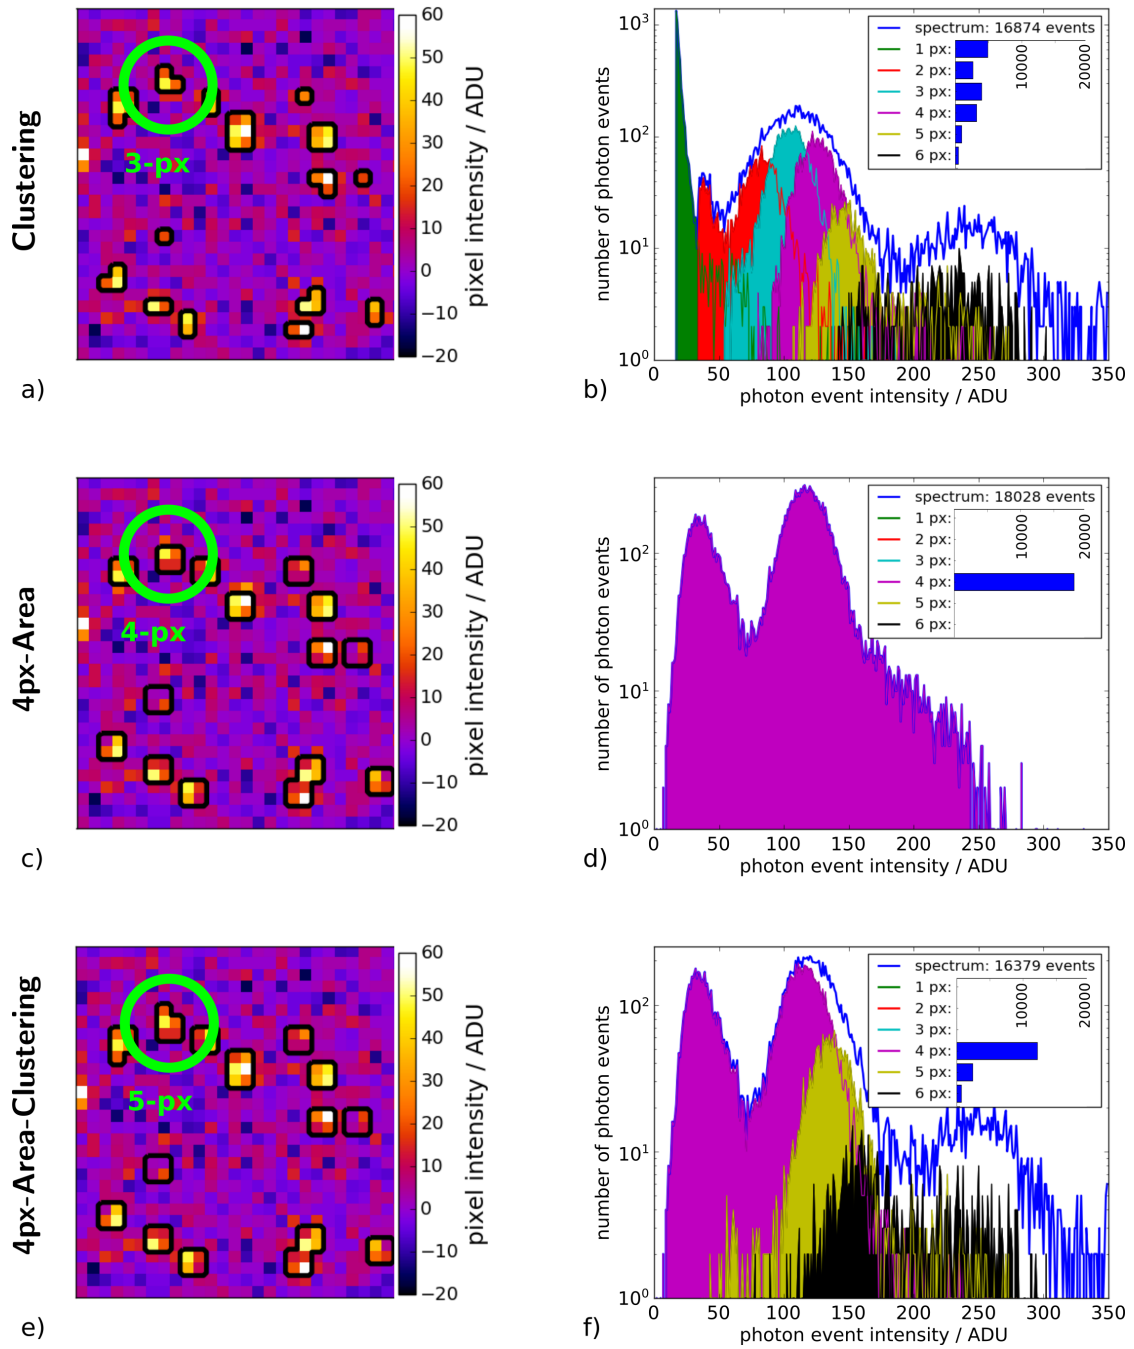 Clustering
3-px
60
50
40
30
20
10
0
−10
−20
pixel intensity / ADU
a)
number of photon events
10³
10²
10¹
10⁰
spectrum: 16874 events
1 px:
2 px:
3 px:
4 px:
5 px:
6 px:
10000
20000
0 50 100 150 200 250 300 350
photon event intensity / ADU
b)
4px-Area
4-px
60
50
40
30
20
10
0
−10
−20
pixel intensity / ADU
c)
number of photon events
10²
10¹
10⁰
spectrum: 18028 events
1 px:
2 px:
3 px:
4 px:
5 px:
6 px:
10000
20000
0 50 100 150 200 250 300 350
photon event intensity / ADU
d)
4px-Area-Clustering
5-px
60
50
40
30
20
10
0
−10
−20
pixel intensity / ADU
e)
number of photon events
10²
10¹
10⁰
spectrum: 16379 events
1 px:
2 px:
3 px:
4 px:
5 px:
6 px:
10000
20000
0 50 100 150 200 250 300 350
photon event intensity / ADU
f)